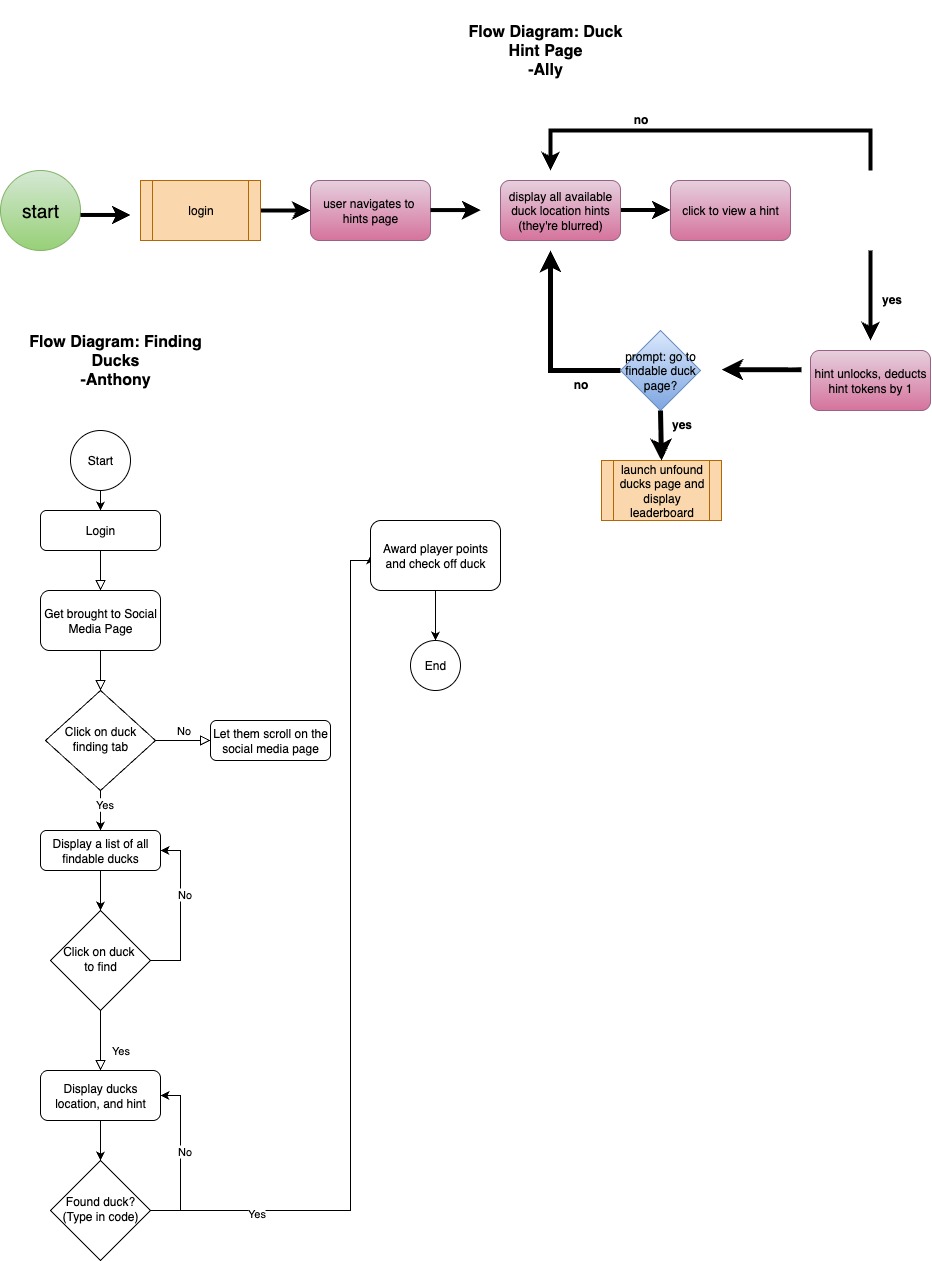 Flow Diagram: Duck
Hint Page
-Ally
no
start
login
user navigates to
hints page
display all available
duck location hints
(they're blurred)
click to view a hint
yes
hint unlocks, deducts
hint tokens by 1
prompt: go to
findable duck
page?
no
yes
launch unfound
ducks page and
display
leaderboard
Flow Diagram: Finding
Ducks
-Anthony
Start
Login
Get brought to Social
Media Page
Click on duck
finding tab
No
Let them scroll on the
social media page
Yes
Display a list of all
findable ducks
No
Click on duck
to find
Yes
Display ducks
location, and hint
No
Found duck?
(Type in code)
Yes
Award player points
and check off duck
End